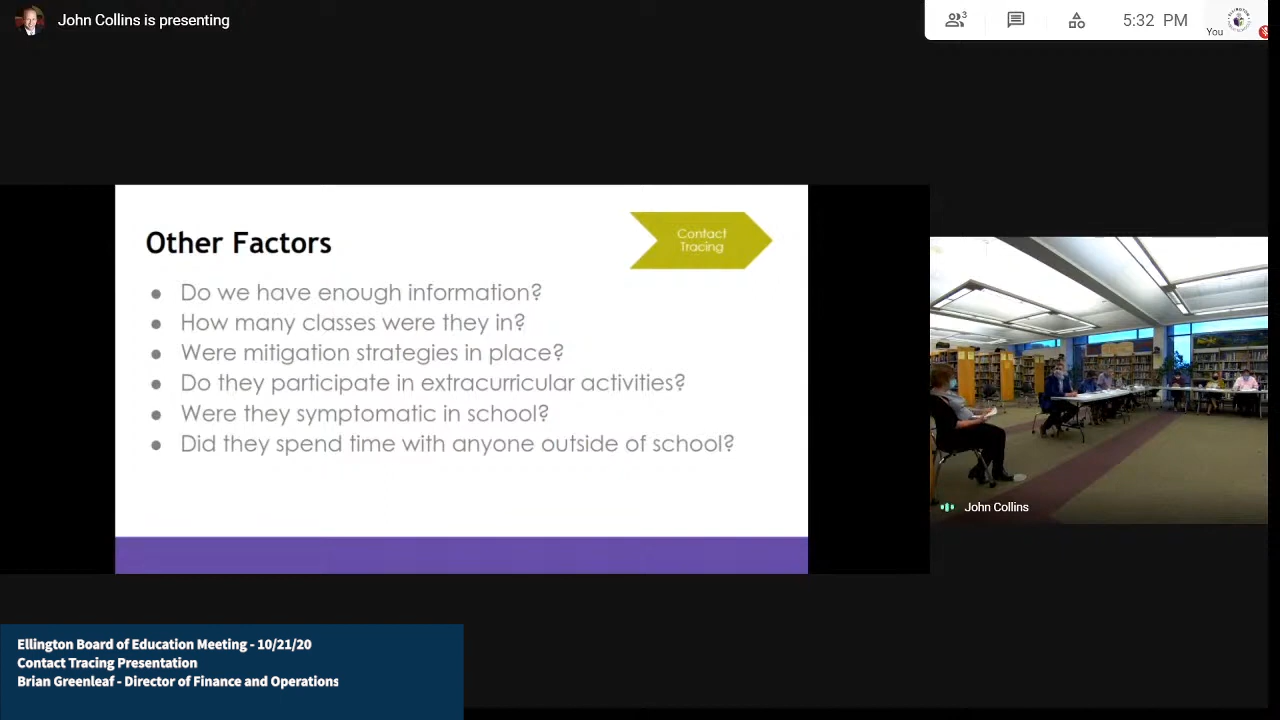 John Collins is presenting
3
5:32 PM
You
Other Factors
Contact
Tracing
● Do we have enough information?
● How many classes were they in?
● Were mitigation strategies in place?
● Do they participate in extracurricular activities?
● Were they symptomatic in school?
● Did they spend time with anyone outside of school?
John Collins
Ellington Board of Education Meeting - 10/21/20
Contact Tracing Presentation
Brian Greenleaf - Director of Finance and Operations